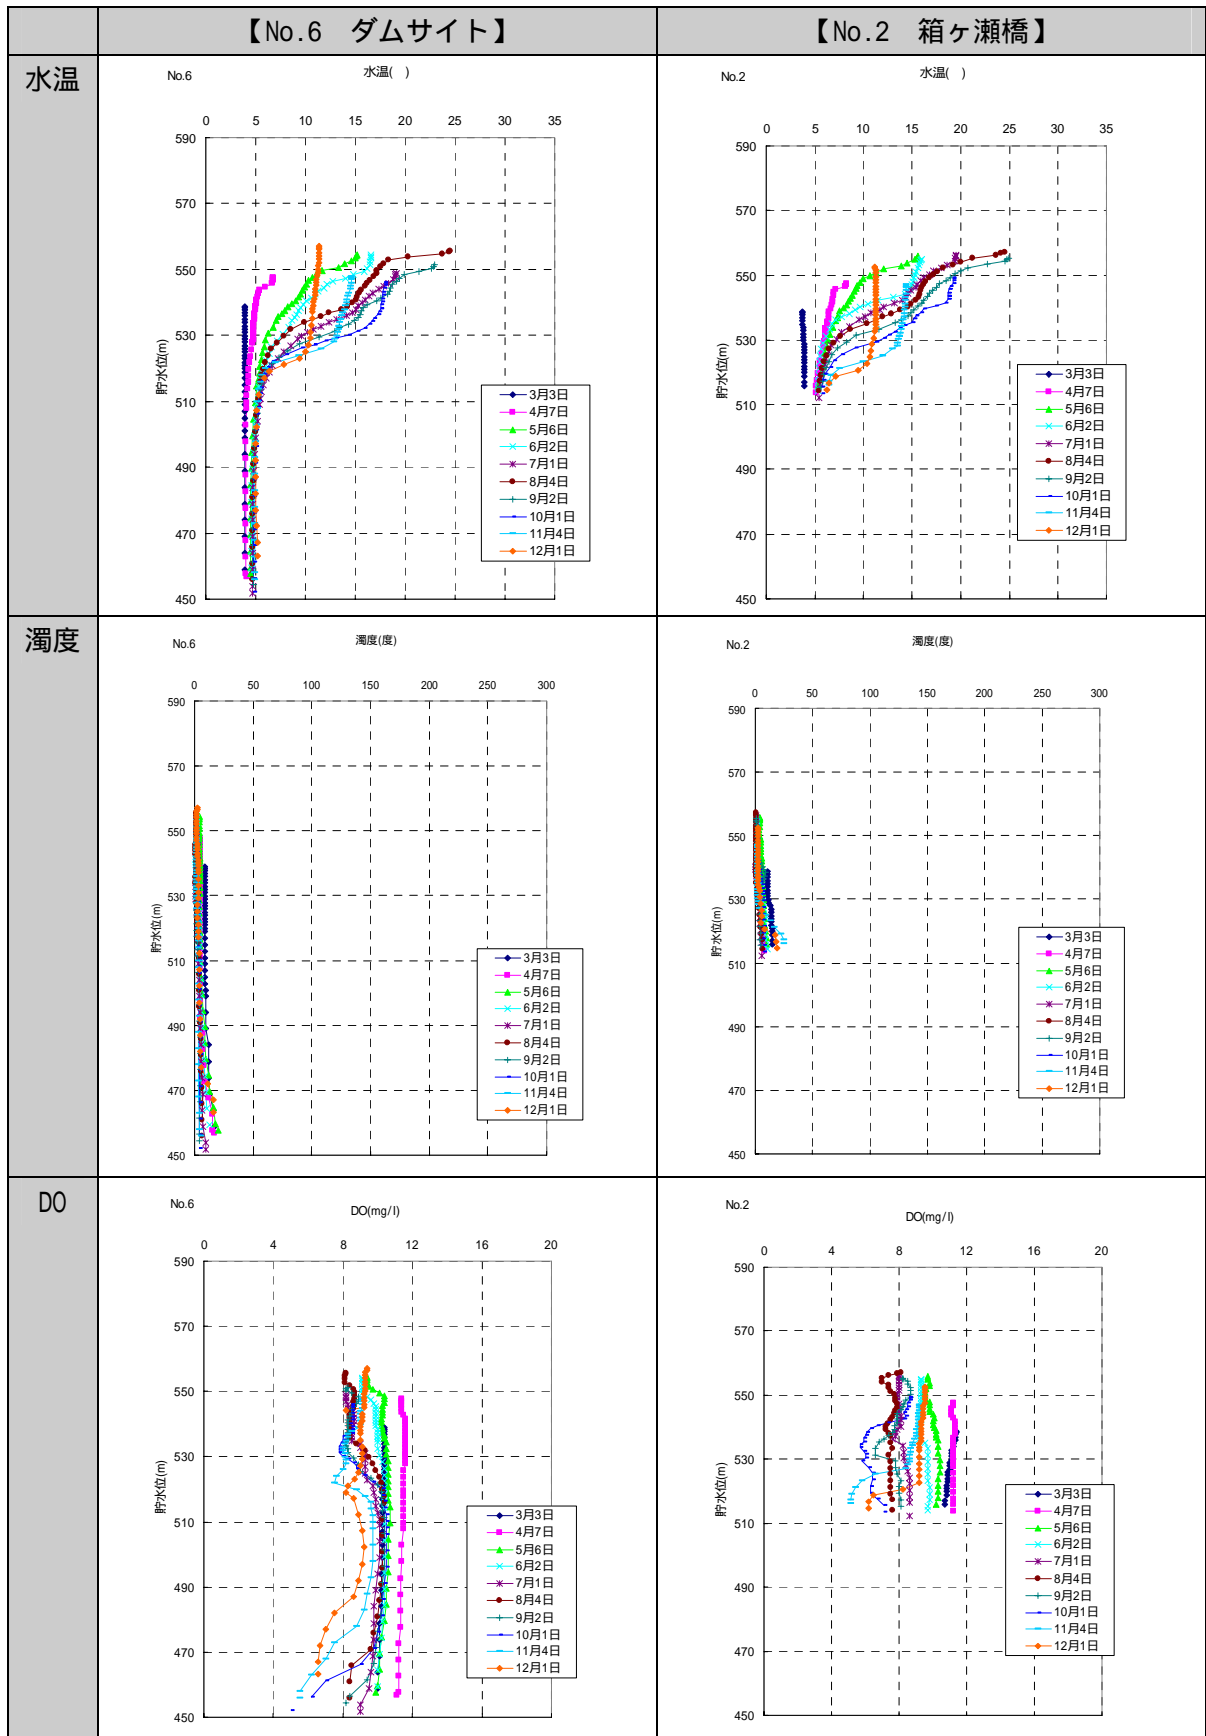 【No.6　ダムサイト】
【No.2　箱ヶ瀬橋】
水温
No.6
水温(　)
0 5 10 15 20 25 30 35
590
570
550
530
510
490
470
450
貯水位(m)
3月3日
4月7日
5月6日
6月2日
7月1日
8月4日
9月2日
10月1日
11月4日
12月1日
No.2
水温(　)
0 5 10 15 20 25 30 35
590
570
550
530
510
490
470
450
貯水位(m)
3月3日
4月7日
5月6日
6月2日
7月1日
8月4日
9月2日
10月1日
11月4日
12月1日
濁度
No.6
濁度(度)
0 50 100 150 200 250 300
590
570
550
530
510
490
470
450
貯水位(m)
3月3日
4月7日
5月6日
6月2日
7月1日
8月4日
9月2日
10月1日
11月4日
12月1日
No.2
濁度(度)
0 50 100 150 200 250 300
590
570
550
530
510
490
470
450
貯水位(m)
3月3日
4月7日
5月6日
6月2日
7月1日
8月4日
9月2日
10月1日
11月4日
12月1日
DO
No.6
DO(mg/l)
0 4 8 12 16 20
590
570
550
530
510
490
470
450
貯水位(m)
3月3日
4月7日
5月6日
6月2日
7月1日
8月4日
9月2日
10月1日
11月4日
12月1日
No.2
DO(mg/l)
0 4 8 12 16 20
590
570
550
530
510
490
470
450
貯水位(m)
3月3日
4月7日
5月6日
6月2日
7月1日
8月4日
9月2日
10月1日
11月4日
12月1日